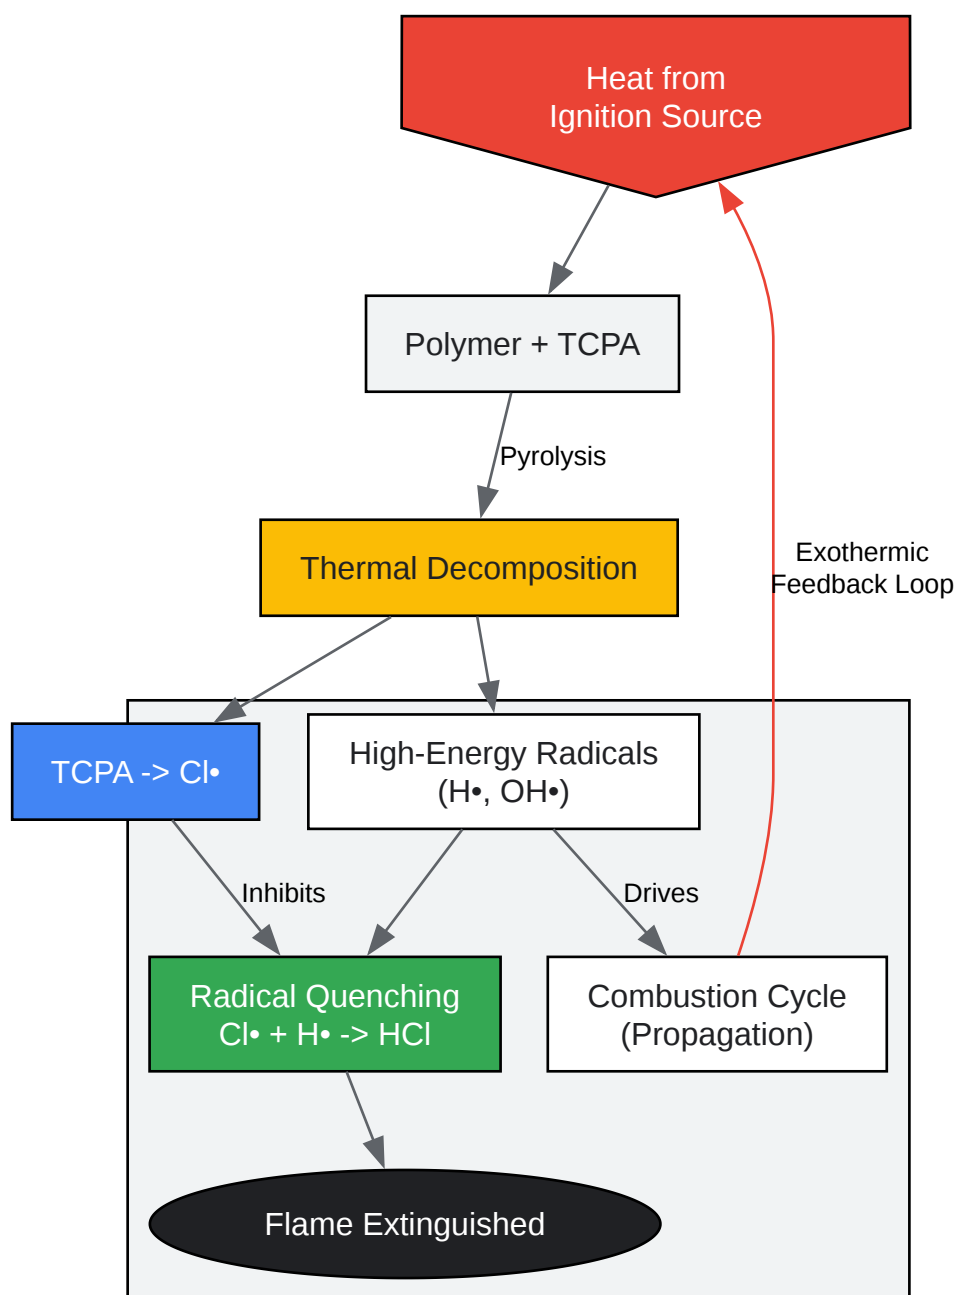 Heat from
Ignition Source
Polymer + TCPA
Pyrolysis
Exothermic
Feedback Loop
Thermal Decomposition
TCPA -> Cl•
High-Energy Radicals
(H•, OH•)
Inhibits
Drives
Radical Quenching
Cl• + H• -> HCl
Combustion Cycle
(Propagation)
Flame Extinguished